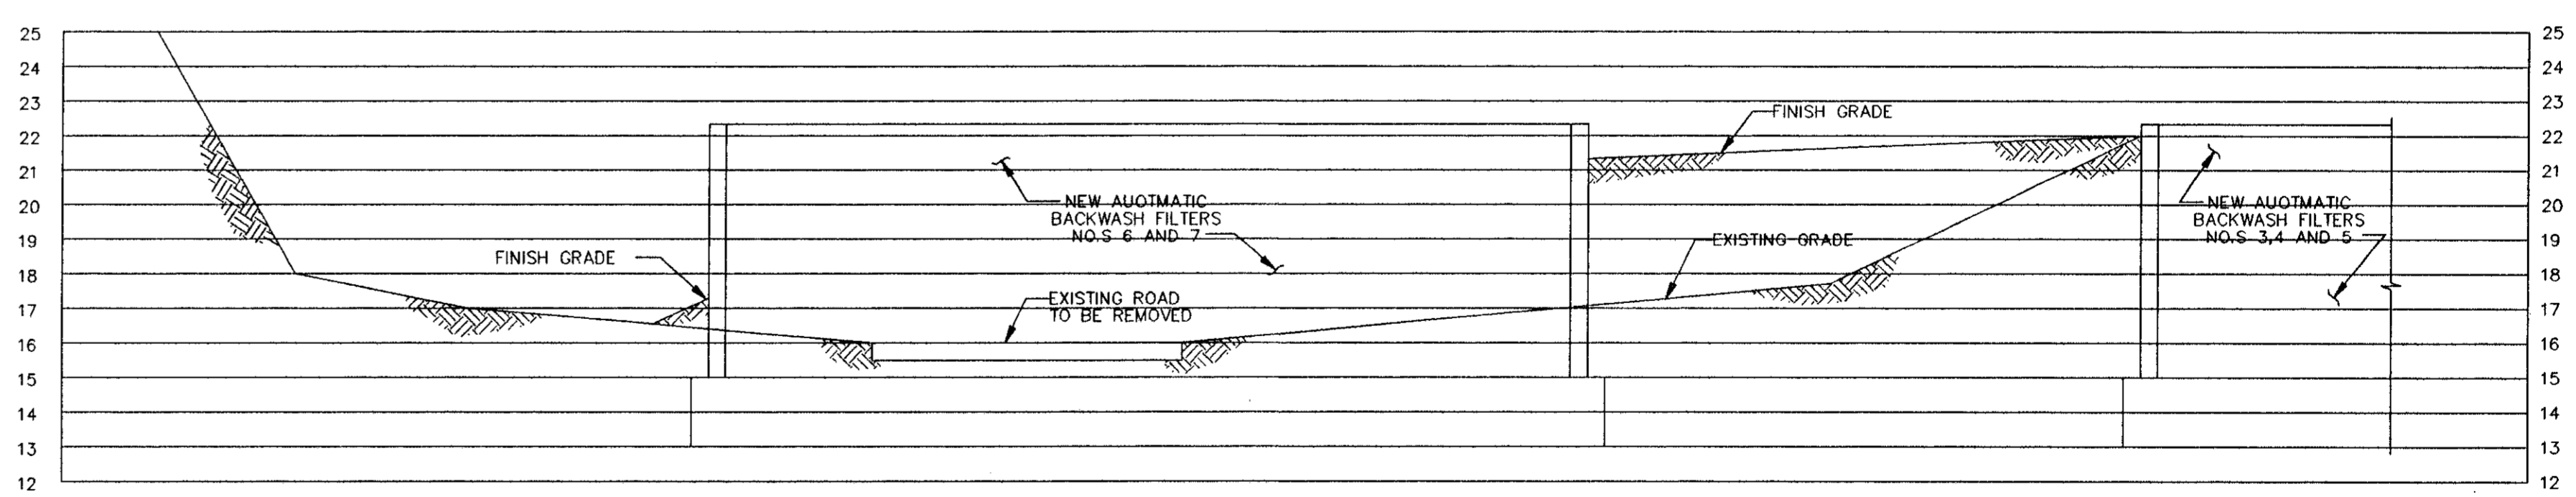 25
24
23
22
21
20
19
18
17
16
15
14
13
12
FINISH GRADE
NEW AUOTMATIC
BACKWASH FILTERS
NO.S 6 AND 7
EXISTING ROAD
TO BE REMOVED
FINISH GRADE
EXISTING GRADE
NEW AUOTMATIC
BACKWASH FILTERS
NO.S 3,4 AND 5
25
24
23
22
21
20
19
18
17
16
15
14
13
12